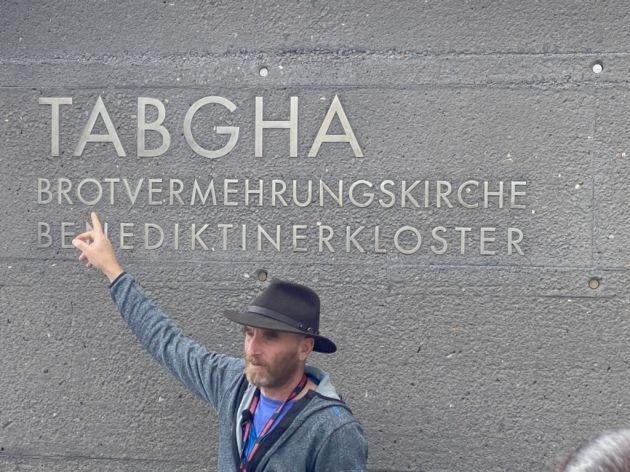 TABGHA
BROTVERMEHRUNGSKIRCHE
BENEDIKTINERKLOSTER